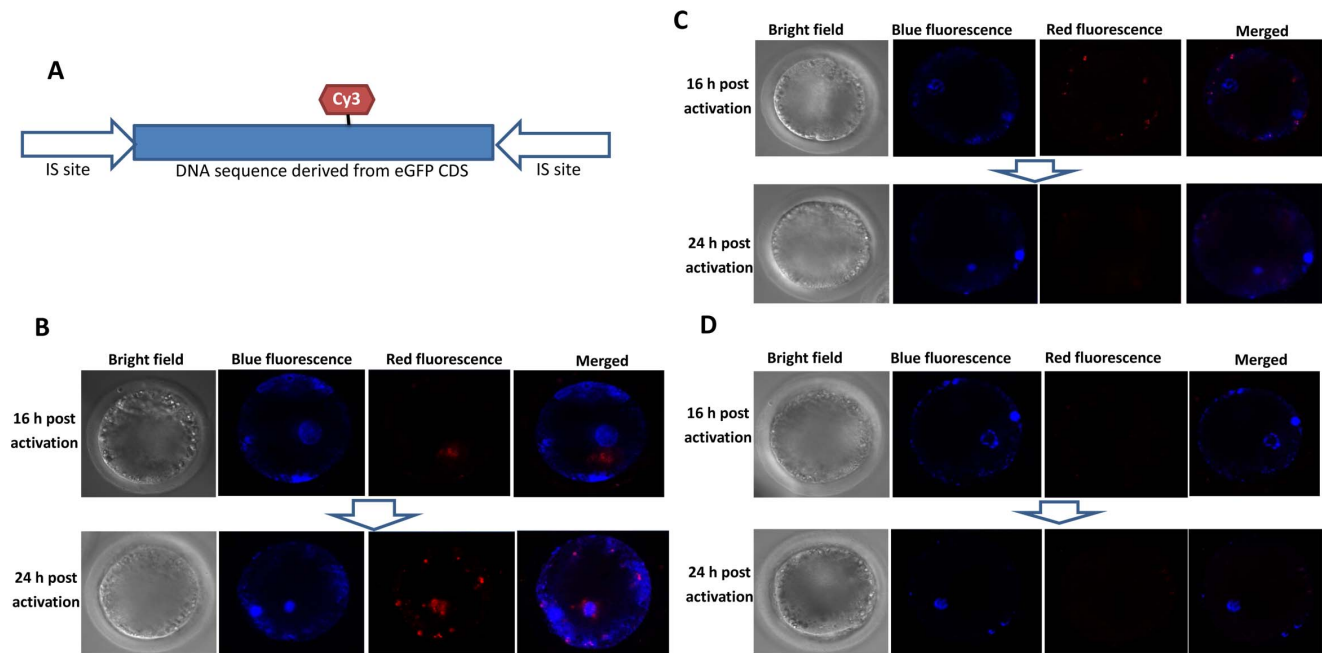 A
Cy3
IS site
DNA sequence derived from eGFP CDS
IS site
B
Bright field Blue fluorescence Red fluorescence Merged
16 h post
activation
24 h post
activation
C
Bright field Blue fluorescence Red fluorescence Merged
16 h post
activation
24 h post
activation
D
Bright field Blue fluorescence Red fluorescence Merged
16 h post
activation
24 h post
activation